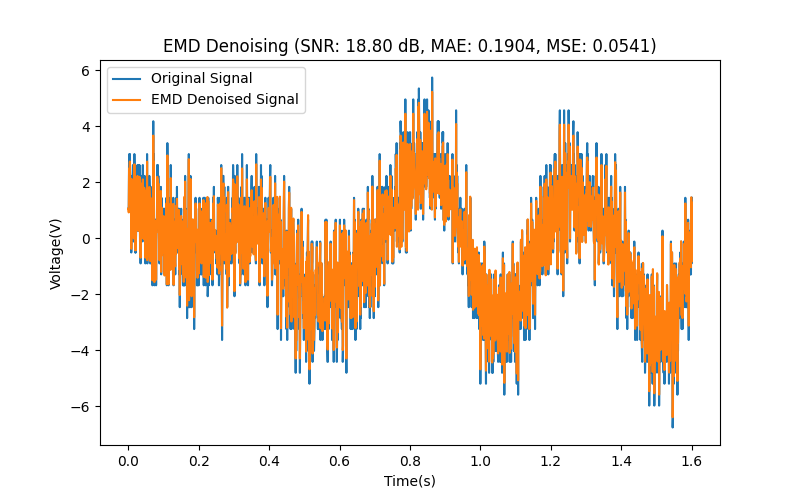 EMD Denoising (SNR: 18.80 dB, MAE: 0.1904, MSE: 0.0541)
Original Signal
EMD Denoised Signal
6
4
2
0
−2
−4
−6
Voltage(V)
0.0 0.2 0.4 0.6 0.8 1.0 1.2 1.4 1.6
Time(s)